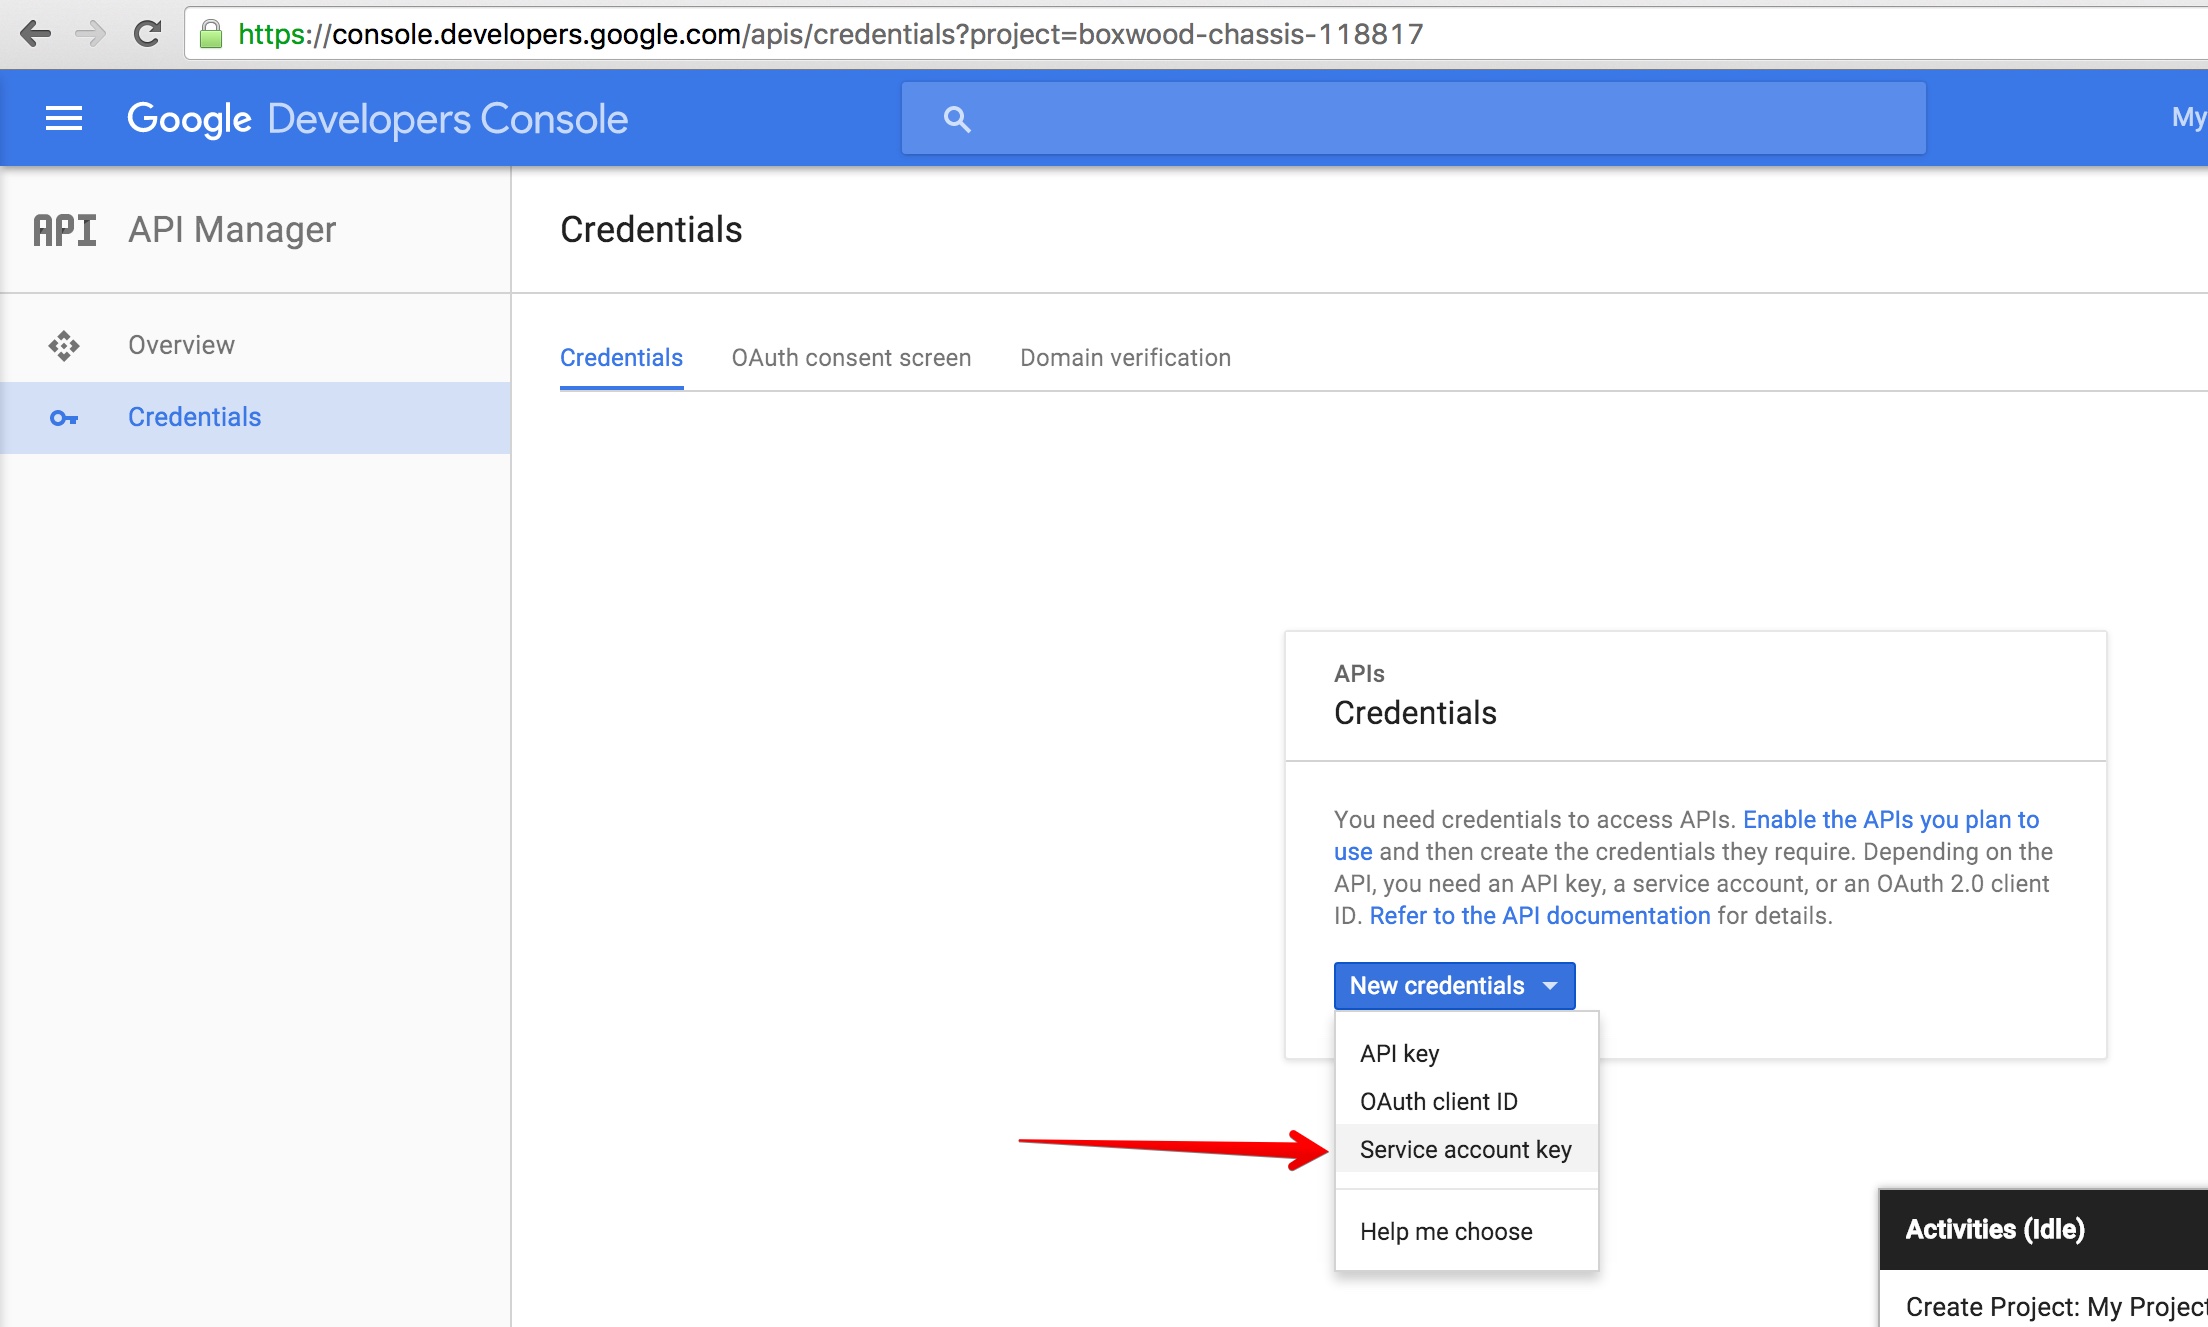 https://console.developers.google.com/apis/credentials?project=boxwood-chassis-118817
Google Developers Console
My
API API Manager
Credentials
Overview
Credentials
Credentials OAuth consent screen Domain verification
APIs
Credentials
You need credentials to access APIs. Enable the APIs you plan to
use and then create the credentials they require. Depending on the
API, you need an API key, a service account, or an OAuth 2.0 client
ID. Refer to the API documentation for details.
New credentials
API key
OAuth client ID
Service account key
Help me choose
Activities (Idle)
Create Project: My Project